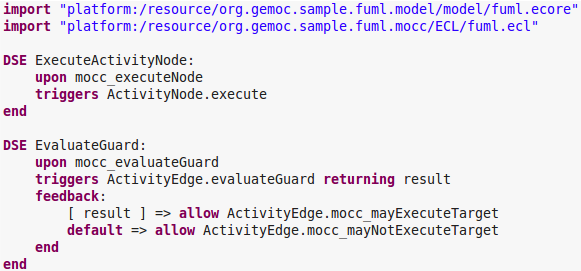 import "platform:/resource/org.gemoc.sample.fuml.model/model/fuml.ecore"
import "platform:/resource/org.gemoc.sample.fuml.mocc/ECL/fuml.ecl"
DSE ExecuteActivityNode:
upon mocc_executeNode
triggers ActivityNode.execute
end
DSE EvaluateGuard:
upon mocc_evaluateGuard
triggers ActivityEdge.evaluateGuard returning result
feedback:
[ result ] => allow ActivityEdge.mocc_mayExecuteTarget
default => allow ActivityEdge.mocc_mayNotExecuteTarget
end
end